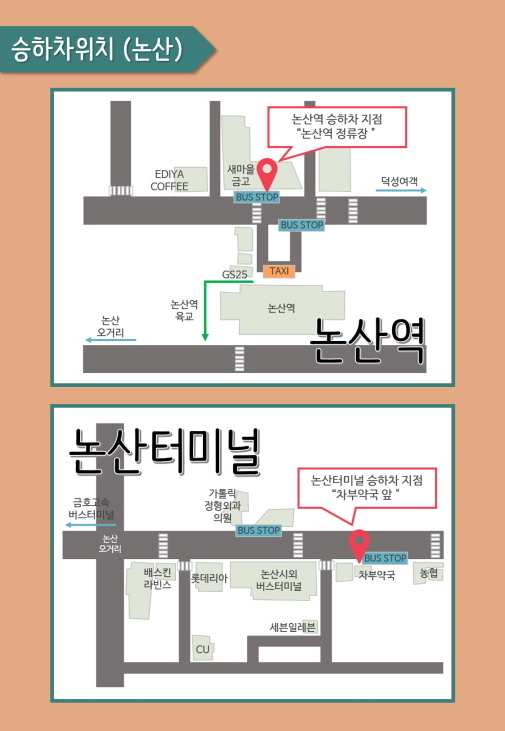 승하차위치 (논산)
논산역 승하차 지점
“논산역 정류장 ”
EDIYA
COFFEE
새마을
금고
덕성여객
BUS STOP
BUS STOP
TAXI
GS25
논산역
육교
논산역
논산
오거리
논산역
논산터미널
논산터미널 승하차 지점
“차부약국 앞 ”
가톨릭
정형외과
의원
금호고속
버스터미널
BUS STOP
논산
오거리
BUS STOP
배스킨
라빈스
롯데리아
논산시외
버스터미널
차부약국
농협
세븐일레븐
CU